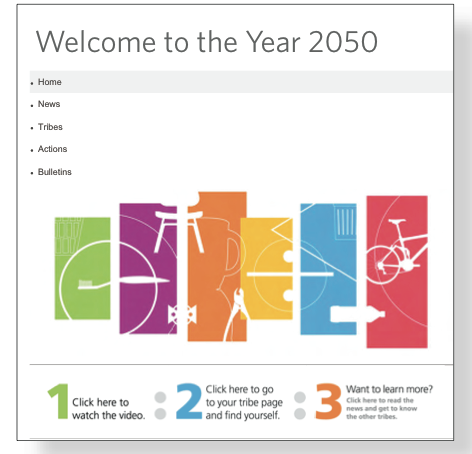 Welcome to the Year 2050
Home
News
Tribes
Actions
Bulletins
1 Click here to
watch the video.
2 Click here to go
to your tribe page
and find yourself.
3 Want to learn more?
Click here to read the
news and get to know
the other tribes.